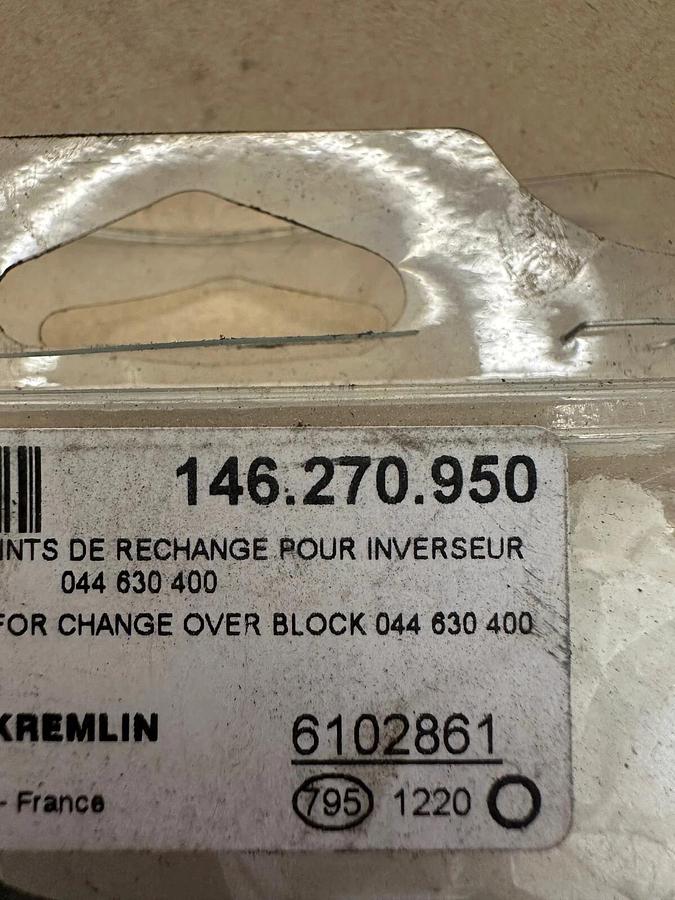 146.270.950
INTS DE RECHANGE POUR INVERSEUR
044 630 400
FOR CHANGE OVER BLOCK 044 630 400
KREMLIN
6102861
- France
795 1220